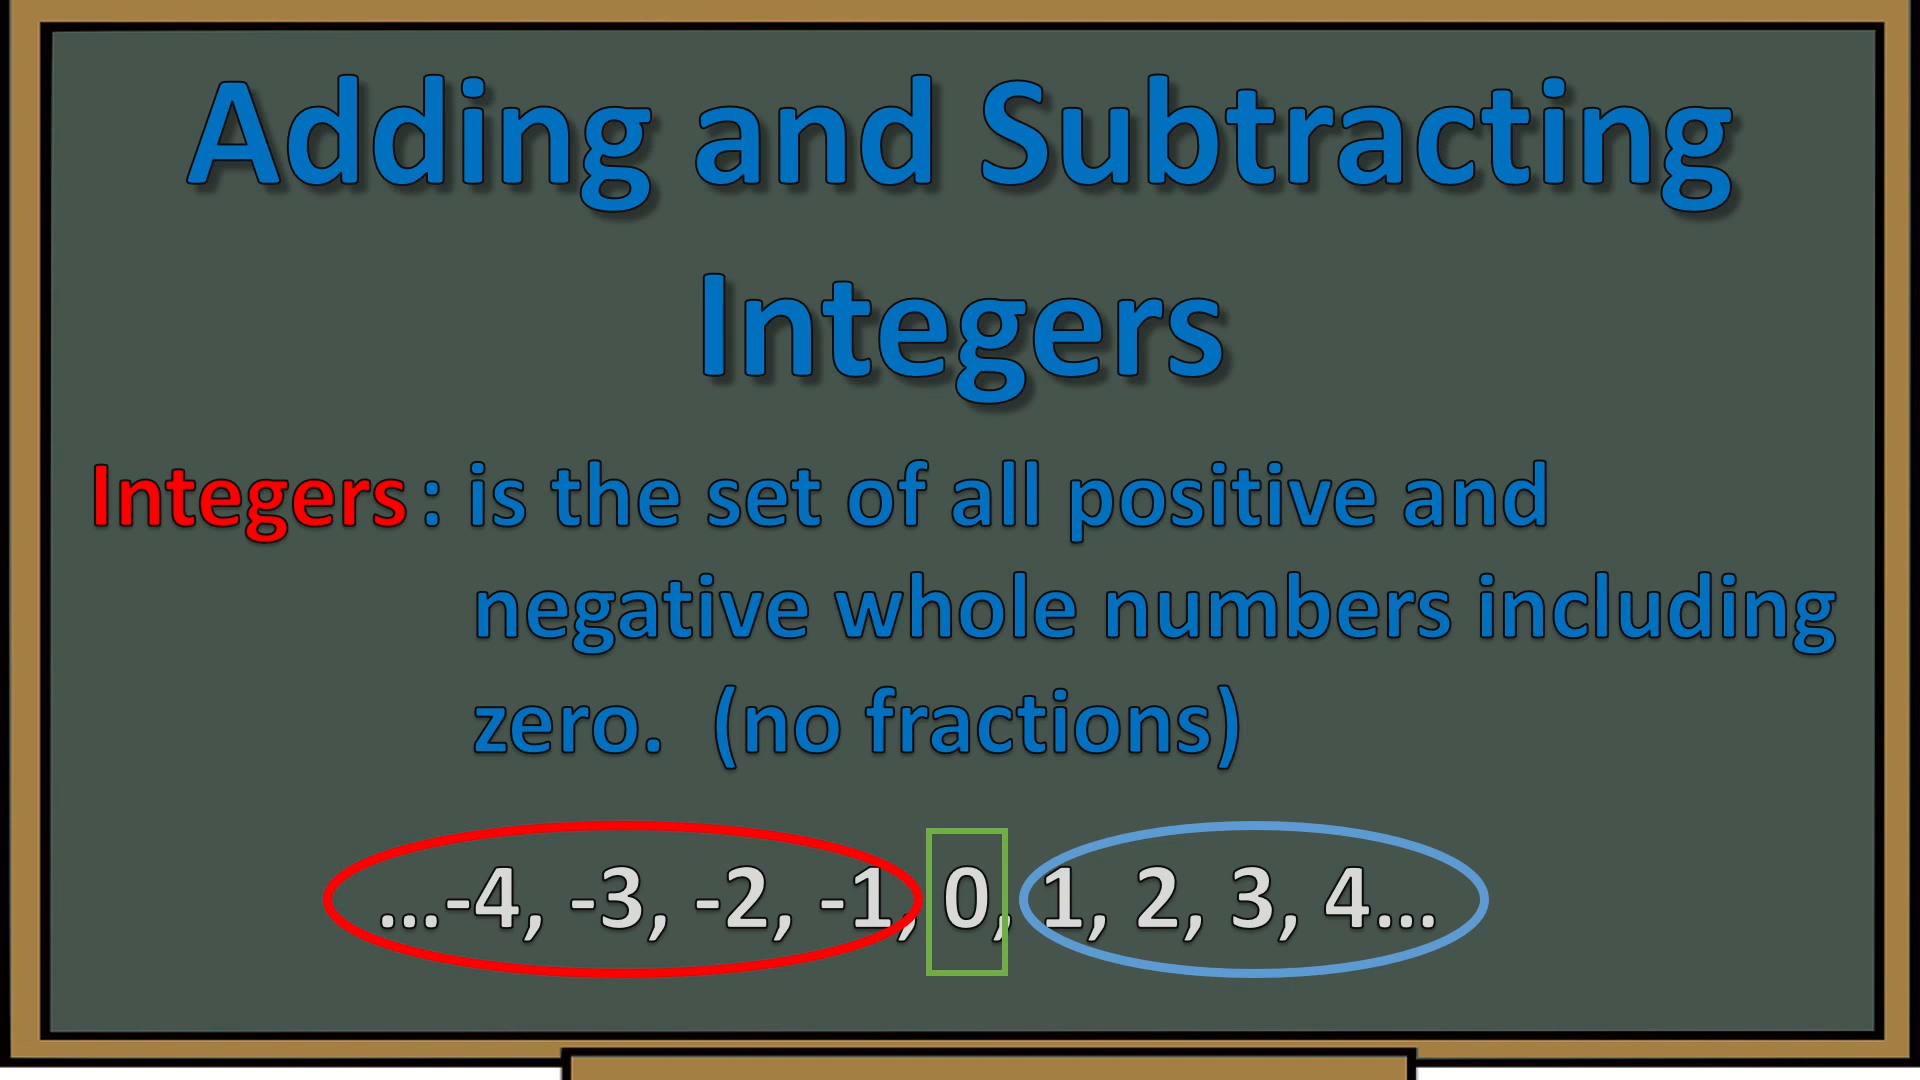 Adding and Subtracting
Integers
Integers : is the set of all positive and
negative whole numbers including
zero.  (no fractions)
...-4, -3, -2, -1, 0, 1, 2, 3, 4...